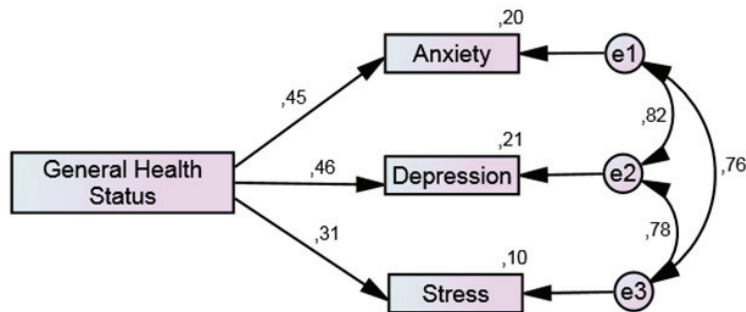 ,20
Anxiety
e1
,45
,82
,21
General Health
Status
,46
Depression
e2
,76
,31
,78
,10
Stress
e3